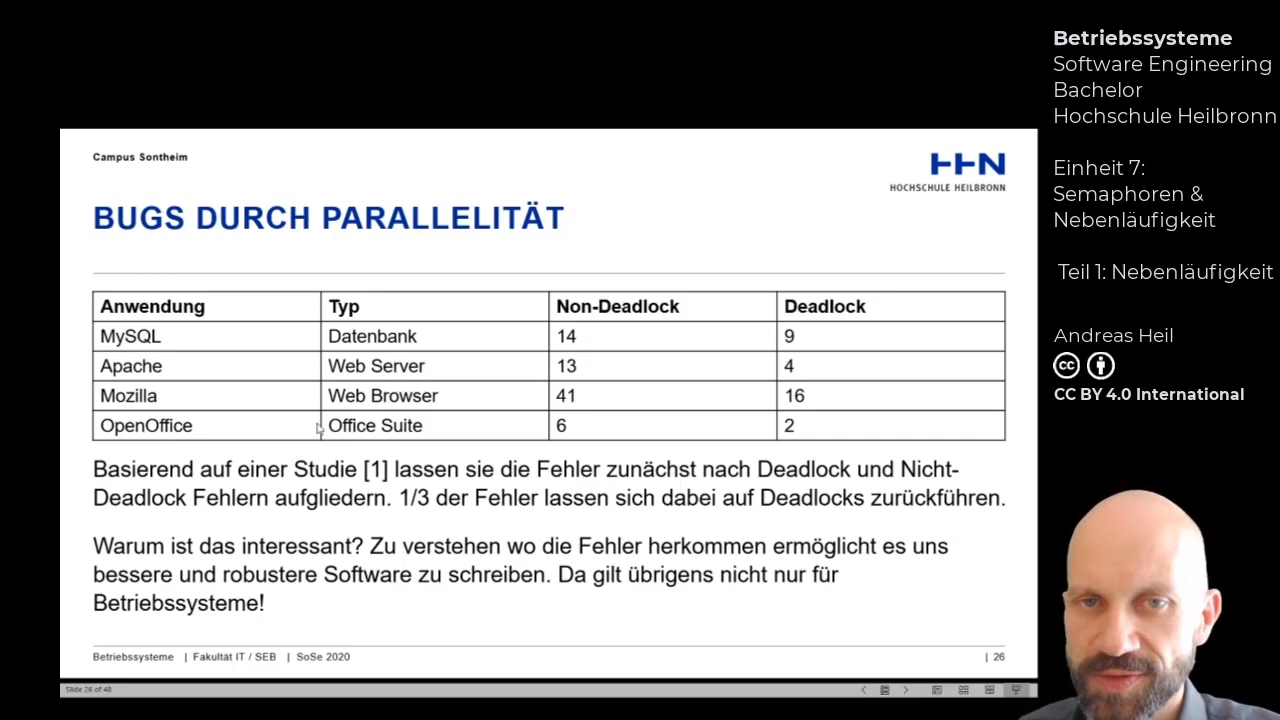 Betriebssysteme
Software Engineering
Bachelor
Hochschule Heilbronn
Einheit 7:
Semaphoren &
Nebenläufigkeit
Teil 1: Nebenläufigkeit
Andreas Heil
cc
CC BY 4.0 International
Campus Sontheim
HHN
HOCHSCHULE HEILBRONN
BUGS DURCH PARALLELITÄT
Anwendung Typ Non-Deadlock Deadlock
MySQL Datenbank 14 9
Apache Web Server 13 4
Mozilla Web Browser 41 16
OpenOffice Office Suite 6 2
Basierend auf einer Studie [1] lassen sie die Fehler zunächst nach Deadlock und Nicht-
Deadlock Fehlern aufgliedern. 1/3 der Fehler lassen sich dabei auf Deadlocks zurückführen.
Warum ist das interessant? Zu verstehen wo die Fehler herkommen ermöglicht es uns
bessere und robustere Software zu schreiben. Da gilt übrigens nicht nur für
Betriebssysteme!
Betriebssysteme | Fakultät IT / SEB | SoSe 2020 | 26
Slide 26 of 48